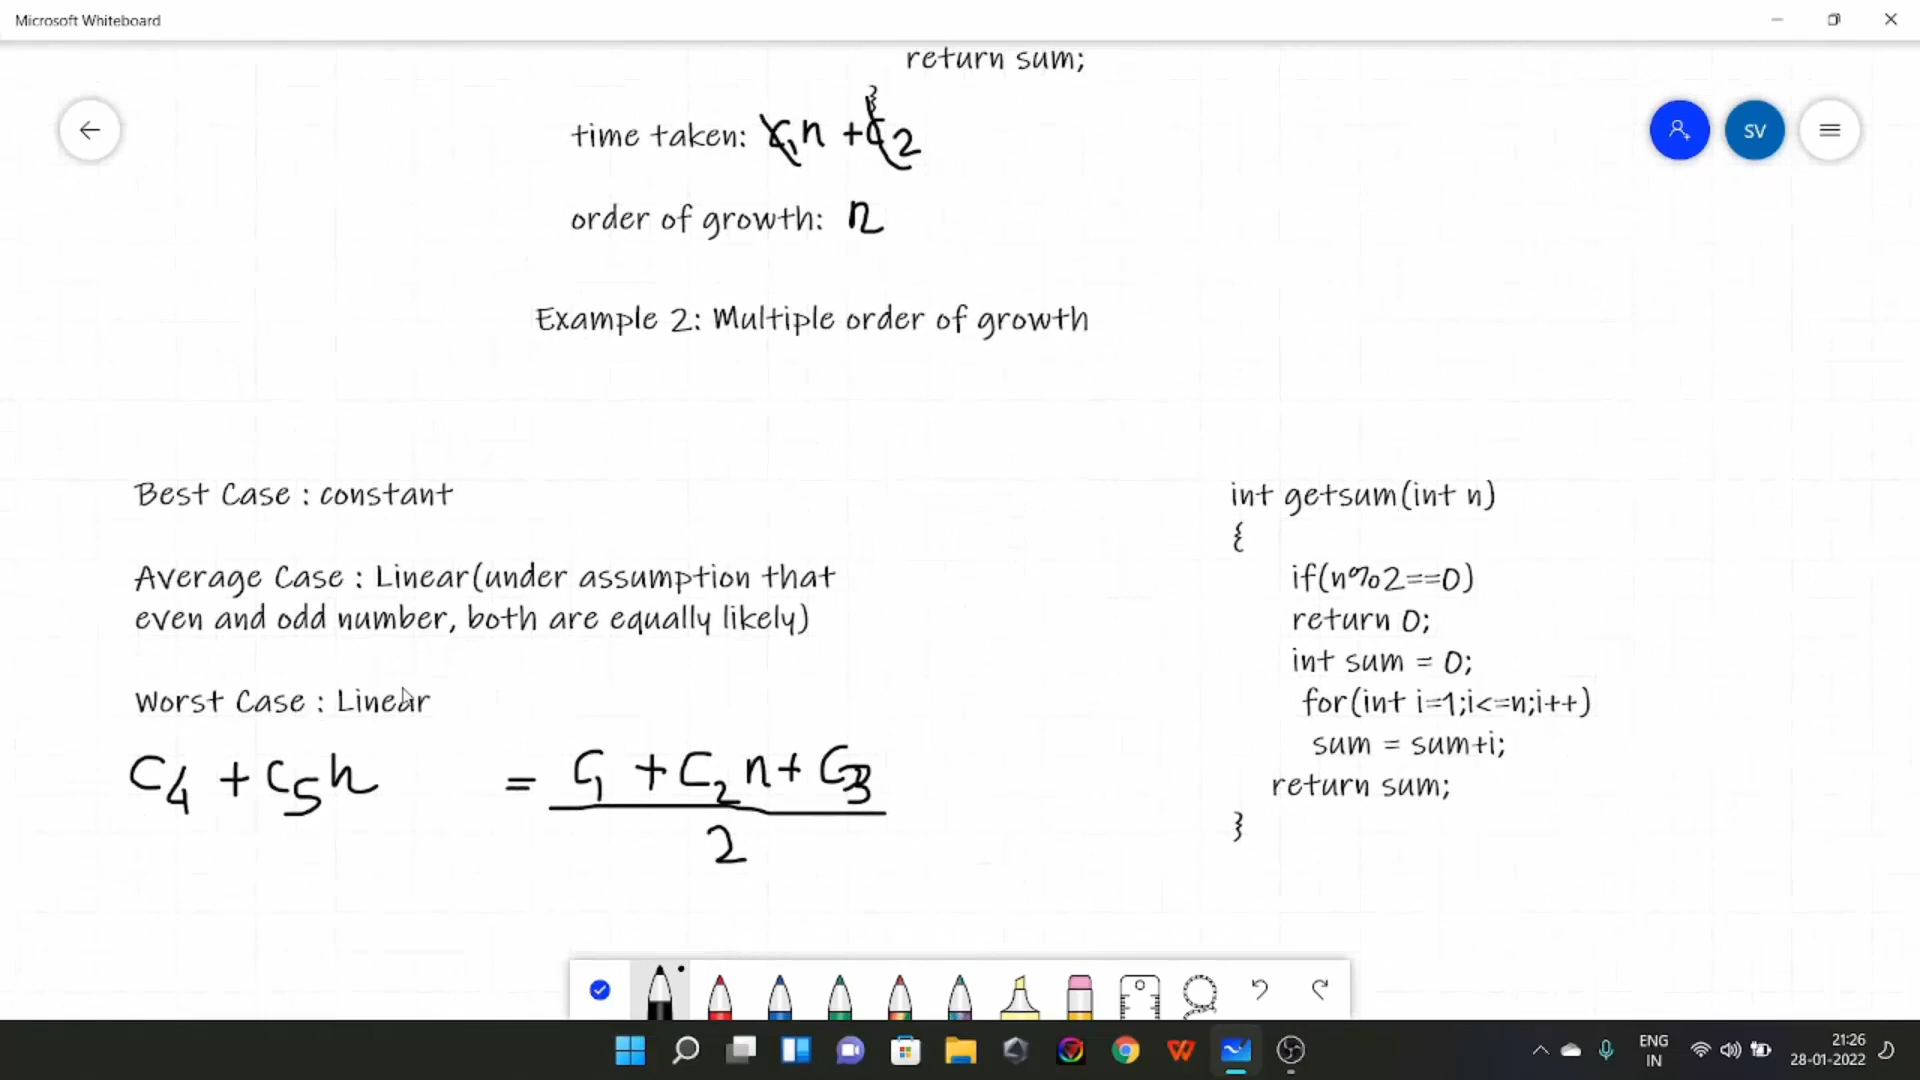 Microsoft Whiteboard
return sum;
}
time taken: C₁n + C₂
order of growth: n
SV
Example 2: Multiple order of growth
Best Case : constant
Average Case : Linear(under assumption that
even and odd number, both are equally likely)
Worst Case : Linear
C₄ + C₅n = C₁ + C₂n + C₃
2
int getsum(int n)
{
if(n%2==0)
return 0;
int sum = 0;
for(int i=1;i<=n;i++)
sum = sum+i;
return sum;
}
ENG
IN
21:26
28-01-2022